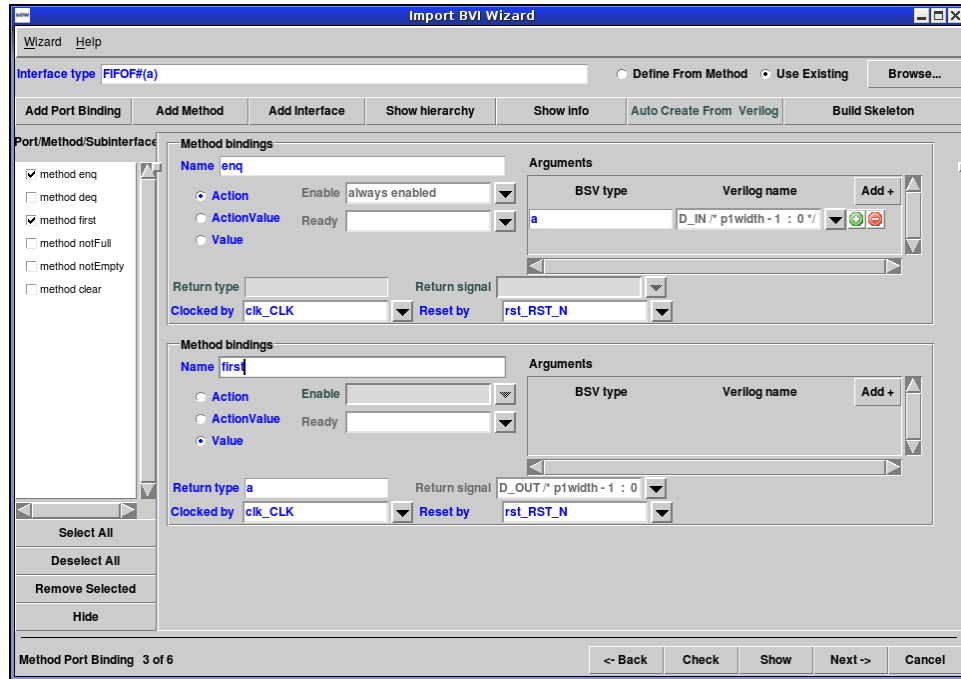 Import BVI Wizard
Wizard Help
Interface type FIFOF#(a) Define From Method Use Existing Browse...
Add Port Binding Add Method Add Interface Show hierarchy Show info Auto Create From Verilog Build Skeleton
Port/Method/Subinterface
method enq
method deq
method first
method notFull
method notEmpty
method clear
Select All
Deselect All
Remove Selected
Hide
Method bindings
Name enq
Action
ActionValue
Value
Enable always enabled
Ready
Arguments
BSV type Verilog name Add +
a D_IN /* p1width - 1 : 0 */
Return type Return signal
Clocked by clk_CLK Reset by rst_RST_N
Method bindings
Name first
Action
ActionValue
Value
Enable
Ready
Arguments
BSV type Verilog name Add +
Return type a Return signal D_OUT /* p1width - 1 : 0
Clocked by clk_CLK Reset by rst_RST_N
Method Port Binding 3 of 6 <- Back Check Show Next -> Cancel